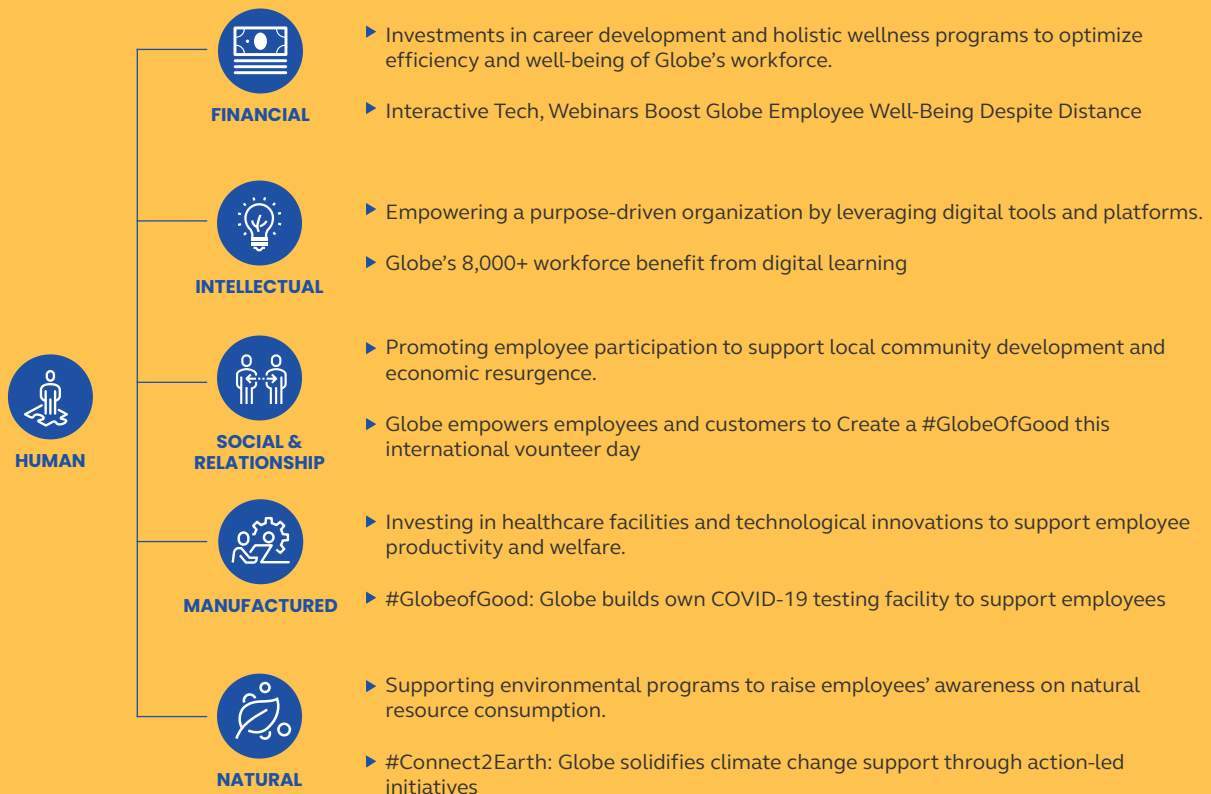 Investments in career development and holistic wellness programs to optimize
efficiency and well-being of Globe's workforce.
FINANCIAL
Interactive Tech, Webinars Boost Globe Employee Well-Being Despite Distance
Empowering a purpose-driven organization by leveraging digital tools and platforms.
Globe's 8,000+ workforce benefit from digital learning
INTELLECTUAL
Promoting employee participation to support local community development and
economic resurgence.
Globe empowers employees and customers to Create a #GlobeOfGood this
international vounteer day
SOCIAL &
RELATIONSHIP
HUMAN
Investing in healthcare facilities and technological innovations to support employee
productivity and welfare.
MANUFACTURED
#GlobeofGood: Globe builds own COVID-19 testing facility to support employees
Supporting environmental programs to raise employees' awareness on natural
resource consumption.
NATURAL
#Connect2Earth: Globe solidifies climate change support through action-led
initiatives